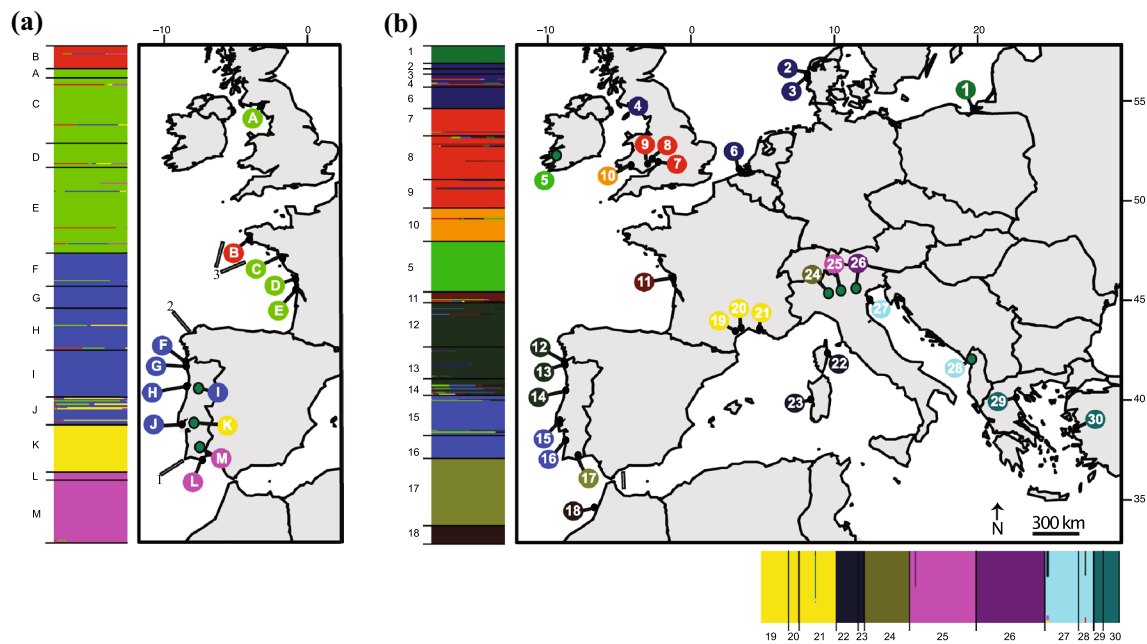 (a)
(b)
−10
0
−10
0
10
20
B
A
C
D
E
F
G
H
I
J
K
L
M
A
B
C
D
E
F
G
H
I
J
K
M
L
3
2
1
1
2
3
4
6
7
8
9
10
5
11
12
13
14
15
16
17
18
1
2
3
4
5
6
7
8
9
10
11
12
13
14
15
16
17
18
19
20
21
22
23
24
25
26
27
28
29
30
55
50
45
40
35
N
300 km
19
20
21
22
23
24
25
26
27
28
29
30